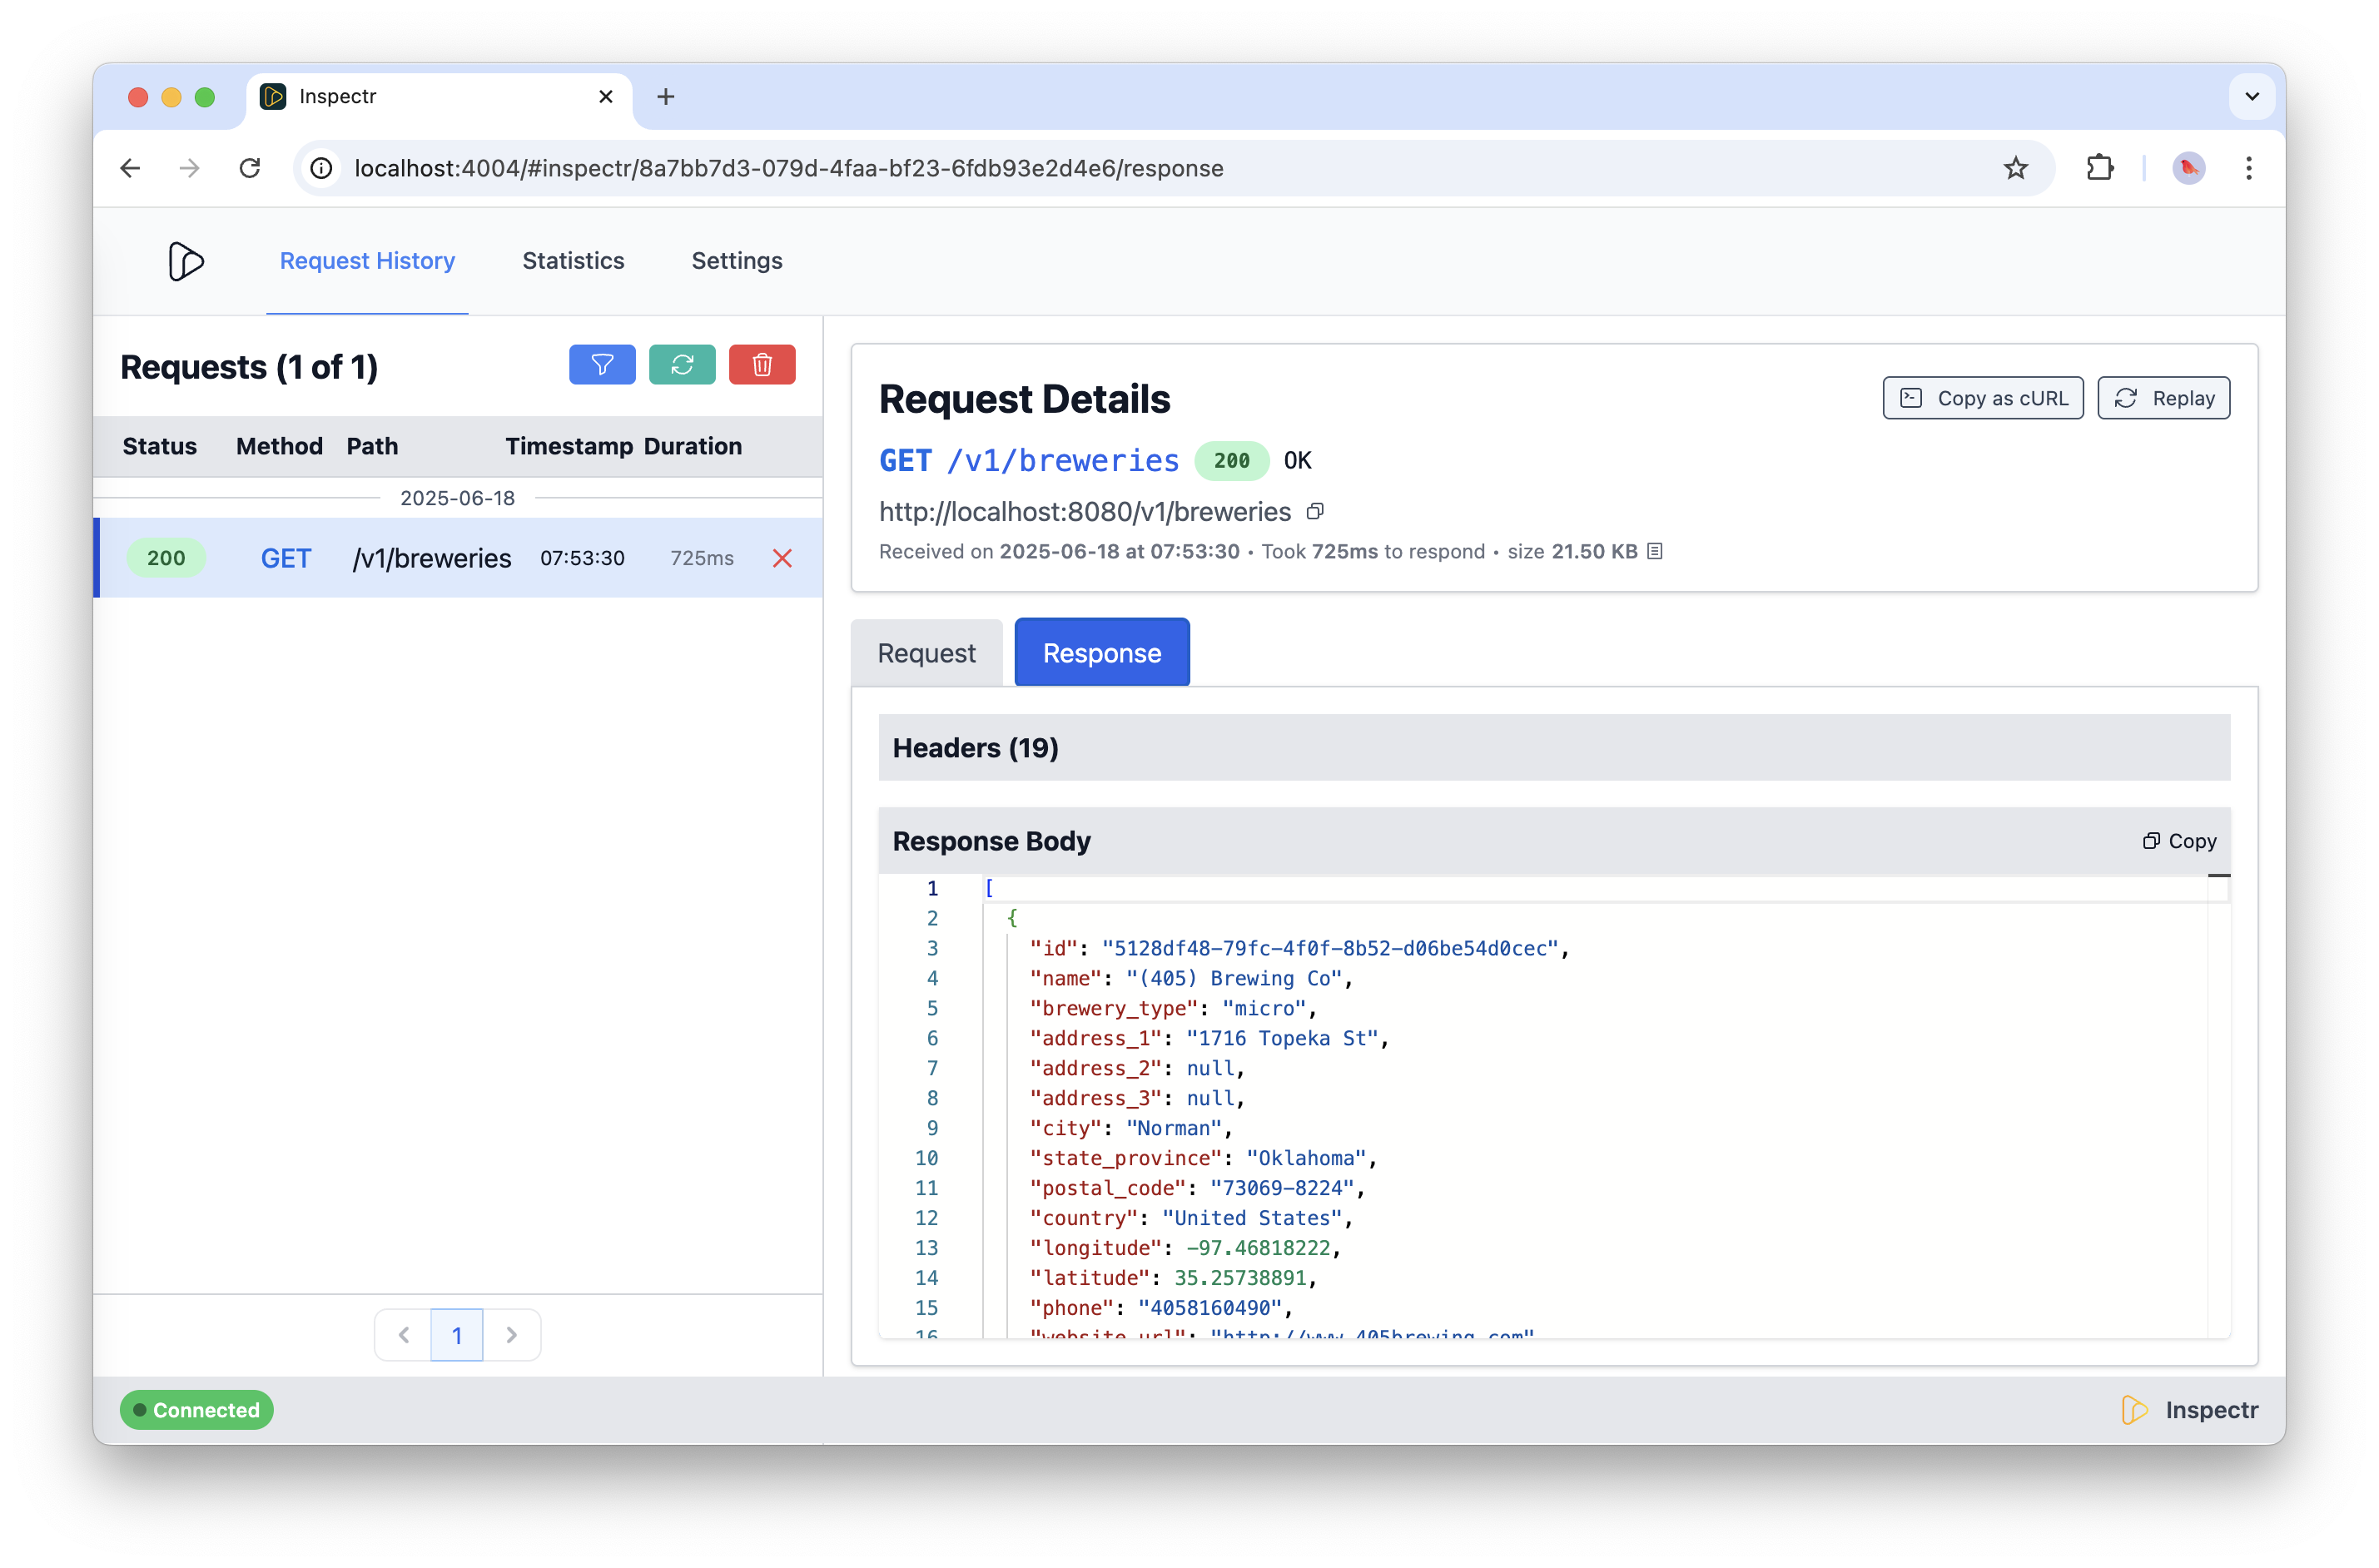 Inspectr
localhost:4004/#inspectr/8a7bb7d3-079d-4faa-bf23-6fdb93e2d4e6/response
Request History Statistics Settings
Requests (1 of 1)
Status Method Path Timestamp Duration
2025-06-18
200 GET /v1/breweries 07:53:30 725ms
1
Request Details
Copy as cURL Replay
GET /v1/breweries 200 OK
http://localhost:8080/v1/breweries
Received on 2025-06-18 at 07:53:30 • Took 725ms to respond • size 21.50 KB
Request Response
Headers (19)
Response Body Copy
1 [
2 {
3 "id": "5128df48-79fc-4f0f-8b52-d06be54d0cec",
4 "name": "(405) Brewing Co",
5 "brewery_type": "micro",
6 "address_1": "1716 Topeka St",
7 "address_2": null,
8 "address_3": null,
9 "city": "Norman",
10 "state_province": "Oklahoma",
11 "postal_code": "73069-8224",
12 "country": "United States",
13 "longitude": -97.46818222,
14 "latitude": 35.25738891,
15 "phone": "4058160490",
16 "website_url": "http://www.405brewing.com"
Connected
Inspectr